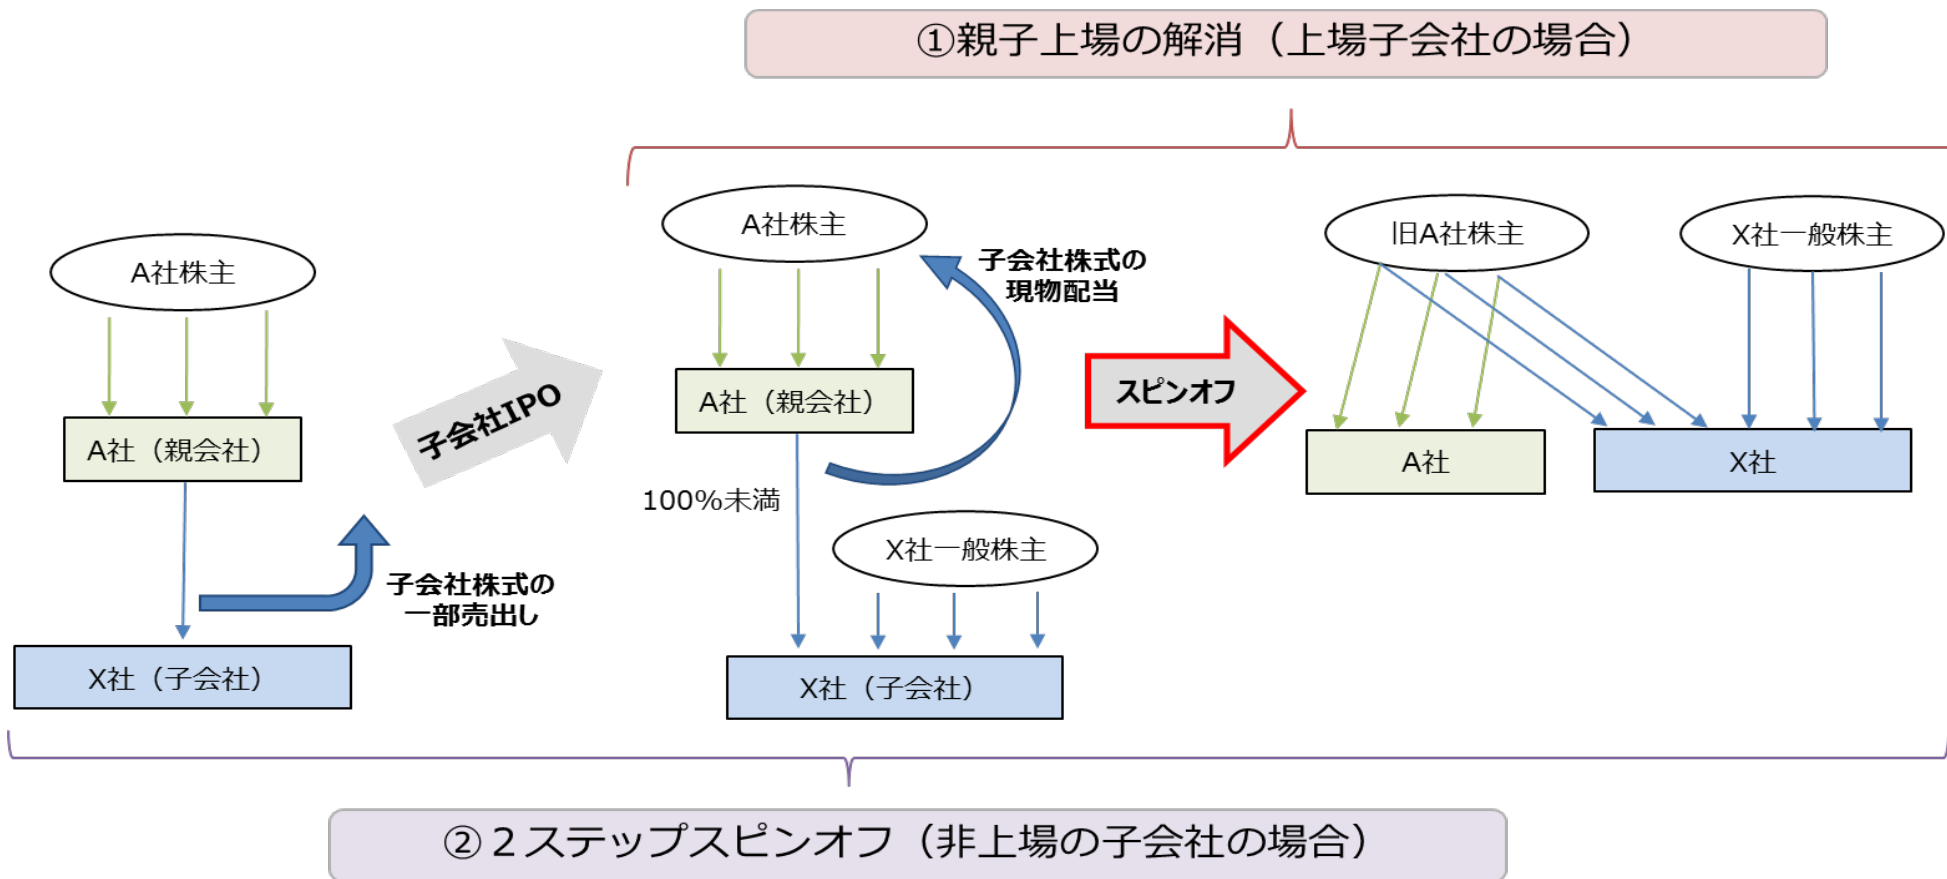 ①親子上場の解消（上場子会社の場合）
A社株主
A社（親会社）
子会社株式の
一部売出し
X社（子会社）
子会社IPO
A社株主
子会社株式の
現物配当
A社（親会社）
100%未満
X社一般株主
X社（子会社）
スピンオフ
旧A社株主
X社一般株主
A社
X社
②２ステップスピンオフ（非上場の子会社の場合）